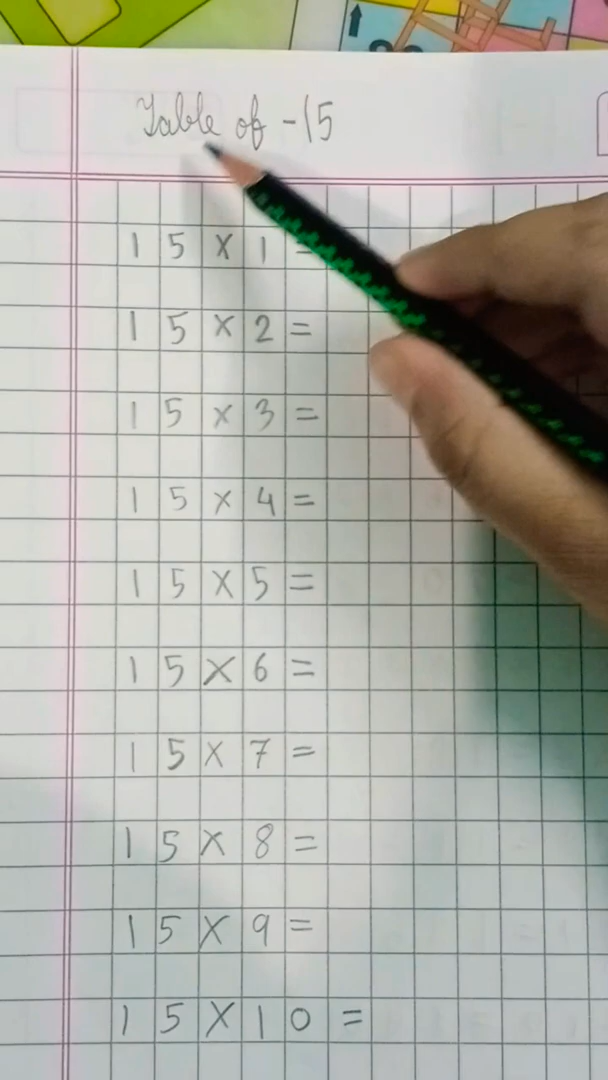 Table of -15
15 x 1 =
15 x 2 =
15 x 3 =
15 x 4 =
15 x 5 =
15 x 6 =
15 x 7 =
15 x 8 =
15 x 9 =
15 x 10 =